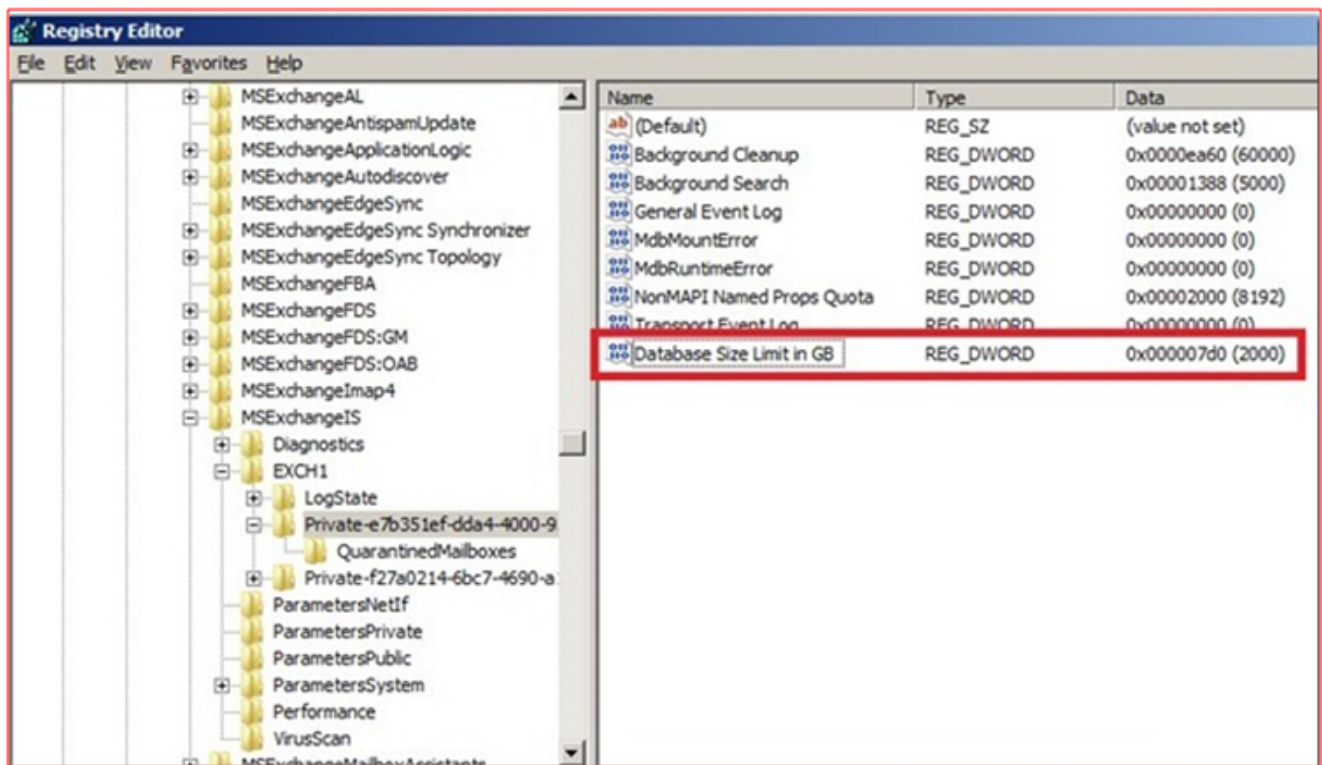 Registry Editor
File Edit View Favorites Help
MSExchangeAL
MSExchangeAntispamUpdate
MSExchangeApplicationLogic
MSExchangeAutodiscover
MSExchangeEdgeSync
MSExchangeEdgeSync Synchronizer
MSExchangeEdgeSync Topology
MSExchangeFBA
MSExchangeFDS
MSExchangeFDS:GM
MSExchangeFDS:OAB
MSExchangeImap4
MSExchangeIS
Diagnostics
EXCH1
LogState
Private-e7b351ef-dda4-4000-9
QuarantinedMailboxes
Private-f27a0214-6bc7-4690-a
ParametersNetIf
ParametersPrivate
ParametersPublic
ParametersSystem
Performance
VirusScan
MSExchangeMailboxAssistants
Name Type Data
(Default) REG_SZ (value not set)
Background Cleanup REG_DWORD 0x0000ea60 (60000)
Background Search REG_DWORD 0x00001388 (5000)
General Event Log REG_DWORD 0x00000000 (0)
MdbMountError REG_DWORD 0x00000000 (0)
MdbRuntimeError REG_DWORD 0x00000000 (0)
NonMAPI Named Props Quota REG_DWORD 0x00002000 (8192)
Transport Event Log REG_DWORD 0x00000000 (0)
Database Size Limit in GB REG_DWORD 0x000007d0 (2000)